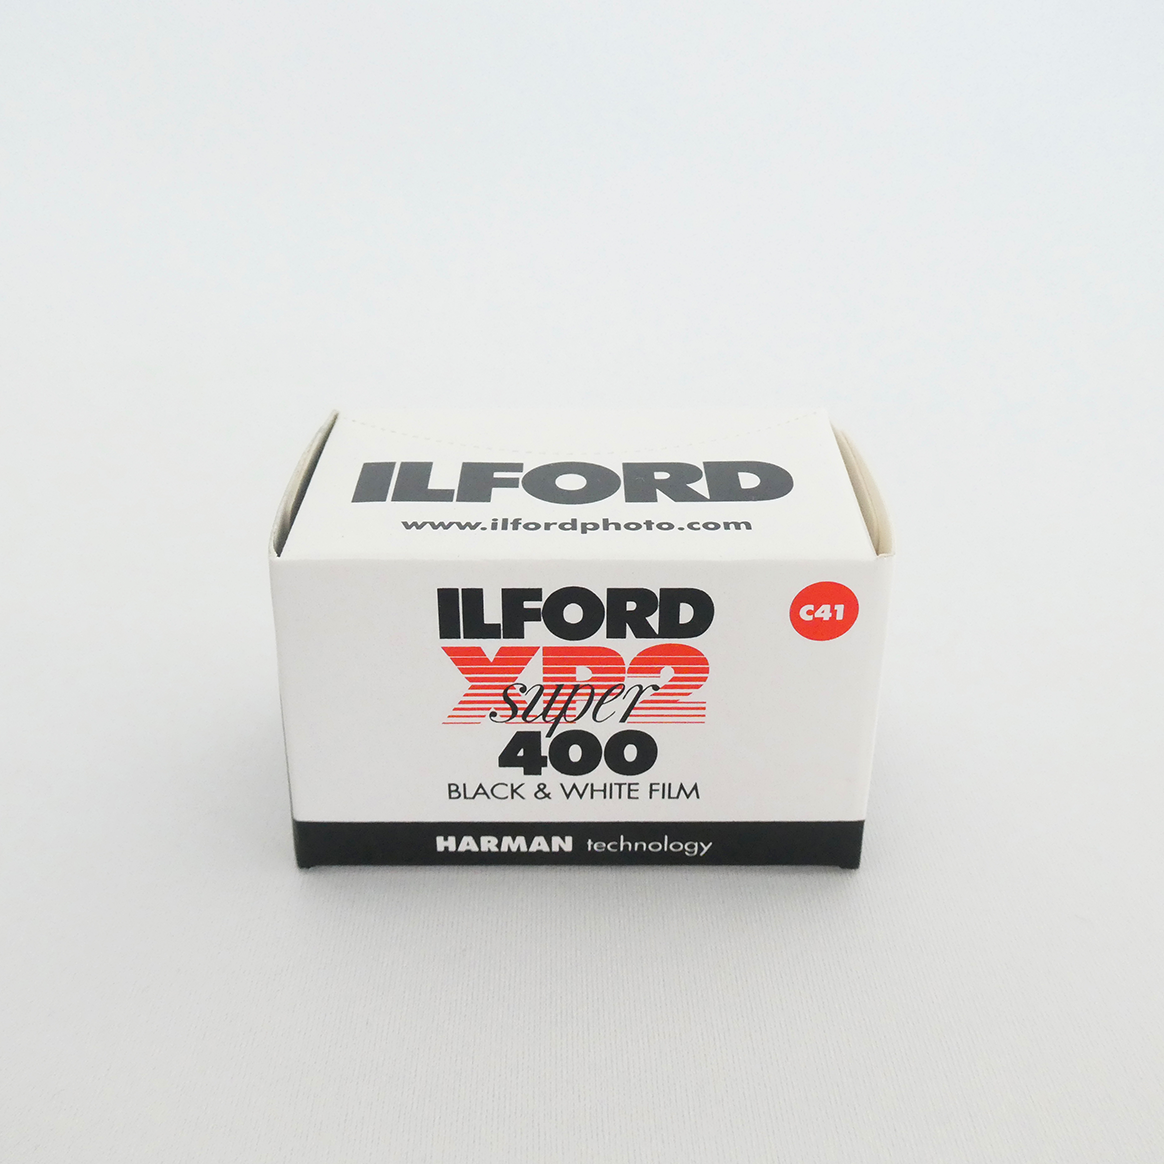 ILFORD
www.ilfordphoto.com
ILFORD
C41
XP2
super
400
BLACK & WHITE FILM
HARMAN technology